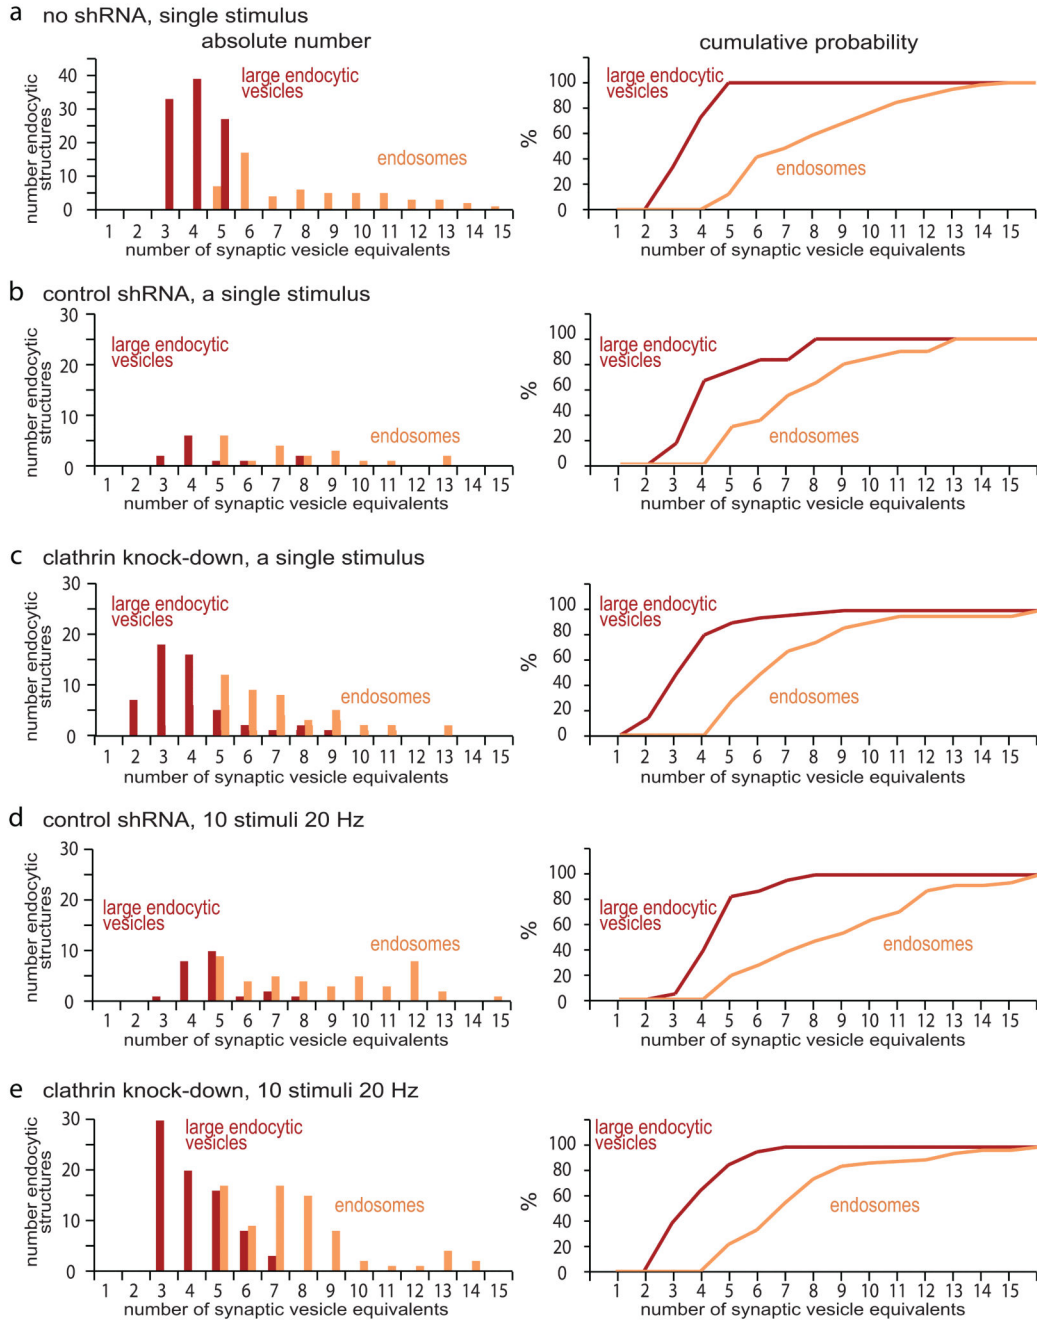 a no shRNA, single stimulus
absolute number
cumulative probability
number endocytic
structures
40
30
20
10
0
large endocytic
vesicles
endosomes
1 2 3 4 5 6 7 8 9 10 11 12 13 14 15
number of synaptic vesicle equivalents
%
100
80
60
40
20
0
large endocytic
vesicles
endosomes
1 2 3 4 5 6 7 8 9 10 11 12 13 14 15
number of synaptic vesicle equivalents
b control shRNA, a single stimulus
number endocytic
structures
30
20
10
0
large endocytic
vesicles
endosomes
1 2 3 4 5 6 7 8 9 10 11 12 13 14 15
number of synaptic vesicle equivalents
%
100
80
60
40
20
0
large endocytic
vesicles
endosomes
1 2 3 4 5 6 7 8 9 10 11 12 13 14 15
number of synaptic vesicle equivalents
c clathrin knock-down, a single stimulus
number endocytic
structures
30
20
10
0
large endocytic
vesicles
endosomes
1 2 3 4 5 6 7 8 9 10 11 12 13 14 15
number of synaptic vesicle equivalents
%
100
80
60
40
20
0
large endocytic
vesicles
endosomes
1 2 3 4 5 6 7 8 9 10 11 12 13 14 15
number of synaptic vesicle equivalents
d control shRNA, 10 stimuli 20 Hz
number endocytic
structures
30
20
10
0
large endocytic
vesicles
endosomes
1 2 3 4 5 6 7 8 9 10 11 12 13 14 15
number of synaptic vesicle equivalents
%
100
80
60
40
20
0
large endocytic
vesicles
endosomes
1 2 3 4 5 6 7 8 9 10 11 12 13 14 15
number of synaptic vesicle equivalents
e clathrin knock-down, 10 stimuli 20 Hz
number endocytic
structures
30
20
10
0
large endocytic
vesicles
endosomes
1 2 3 4 5 6 7 8 9 10 11 12 13 14 15
number of synaptic vesicle equivalents
%
100
80
60
40
20
0
large endocytic
vesicles
endosomes
1 2 3 4 5 6 7 8 9 10 11 12 13 14 15
number of synaptic vesicle equivalents